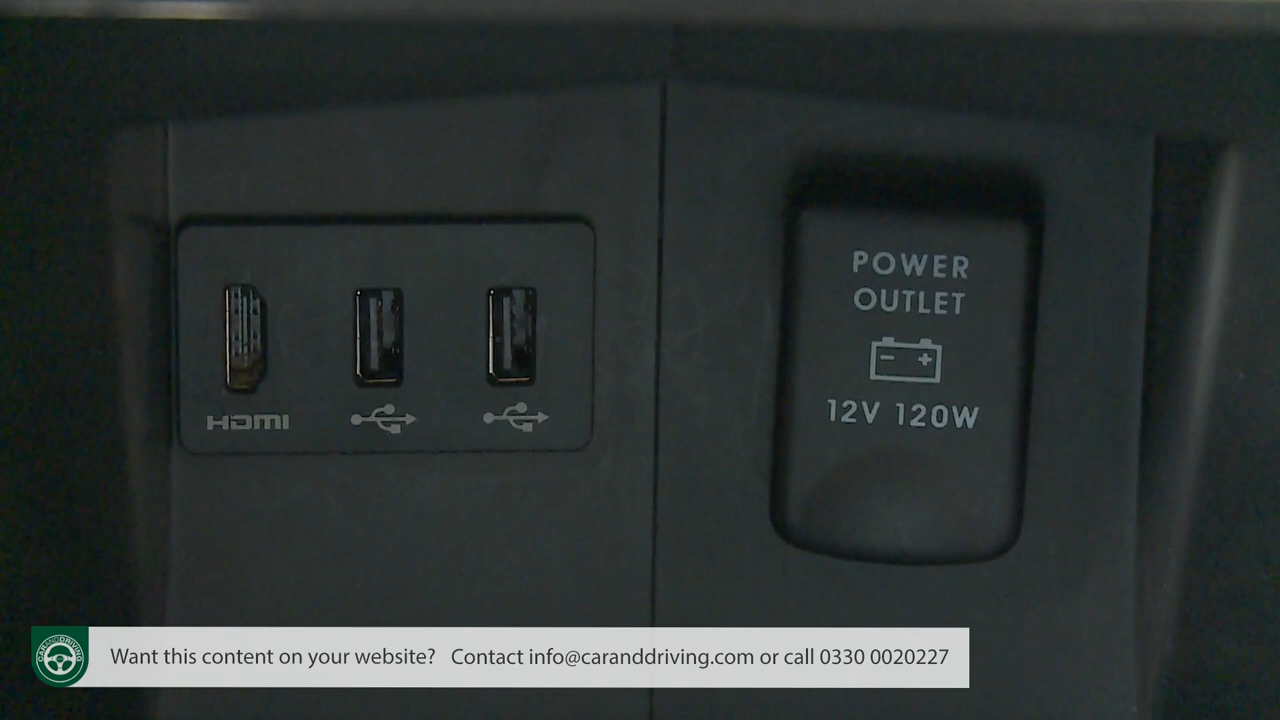 HDMI
POWER
OUTLET
12V 120W
CARANDDRIVING
Want this content on your website? Contact info@caranddriving.com or call 0330 0020227